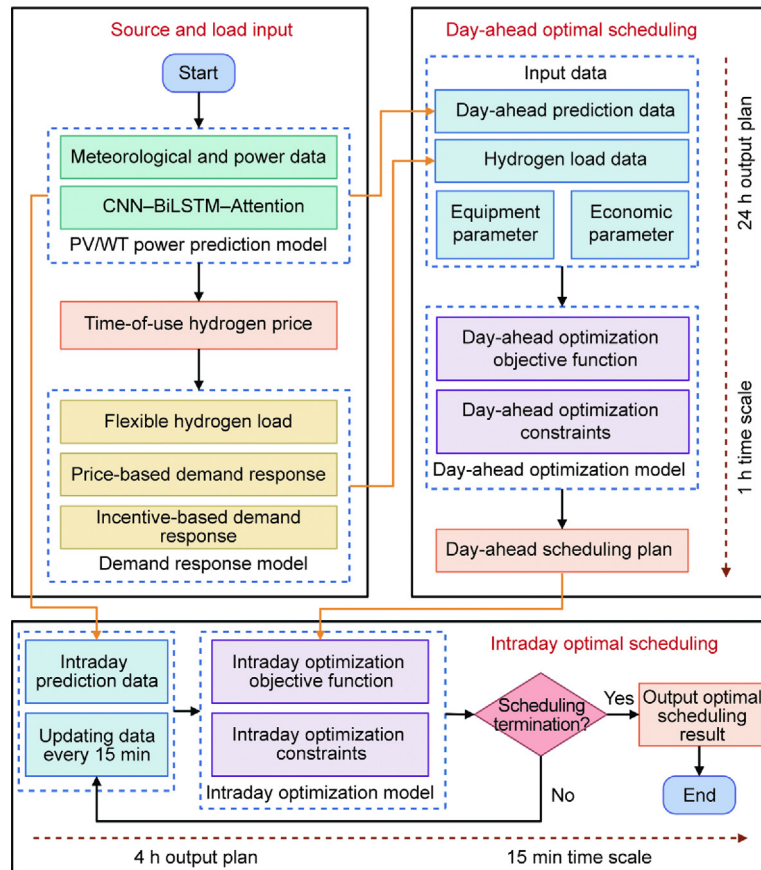 Source and load input
Start
Meteorological and power data
CNN–BiLSTM–Attention
PV/WT power prediction model
Time-of-use hydrogen price
Flexible hydrogen load
Price-based demand response
Incentive-based demand
response
Demand response model
Day-ahead optimal scheduling
Input data
Day-ahead prediction data
Hydrogen load data
Equipment
parameter
Economic
parameter
Day-ahead optimization
objective function
Day-ahead optimization
constraints
Day-ahead optimization model
Day-ahead scheduling plan
24 h output plan
1 h time scale
Intraday optimal scheduling
Intraday
prediction data
Updating data
every 15 min
Intraday optimization
objective function
Intraday optimization
constraints
Intraday optimization model
Scheduling
termination?
Yes
No
Output optimal
scheduling
result
End
4 h output plan
15 min time scale